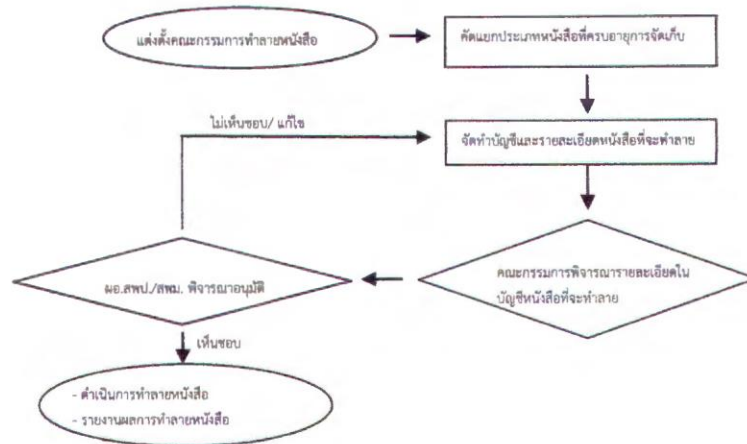 แต่งตั้งคณะกรรมการทำลายหนังสือ
คัดแยกประเภทหนังสือที่ครบอายุการจัดเก็บ
ไม่เห็นชอบ/ แก้ไข
จัดทำบัญชีและรายละเอียดหนังสือที่จะทำลาย
คณะกรรมการพิจารณารายละเอียดใน
บัญชีหนังสือที่จะทำลาย
ผอ.สพป./สพม. พิจารณาอนุมัติ
เห็นชอบ
- ดำเนินการทำลายหนังสือ
- รายงานผลการทำลายหนังสือ